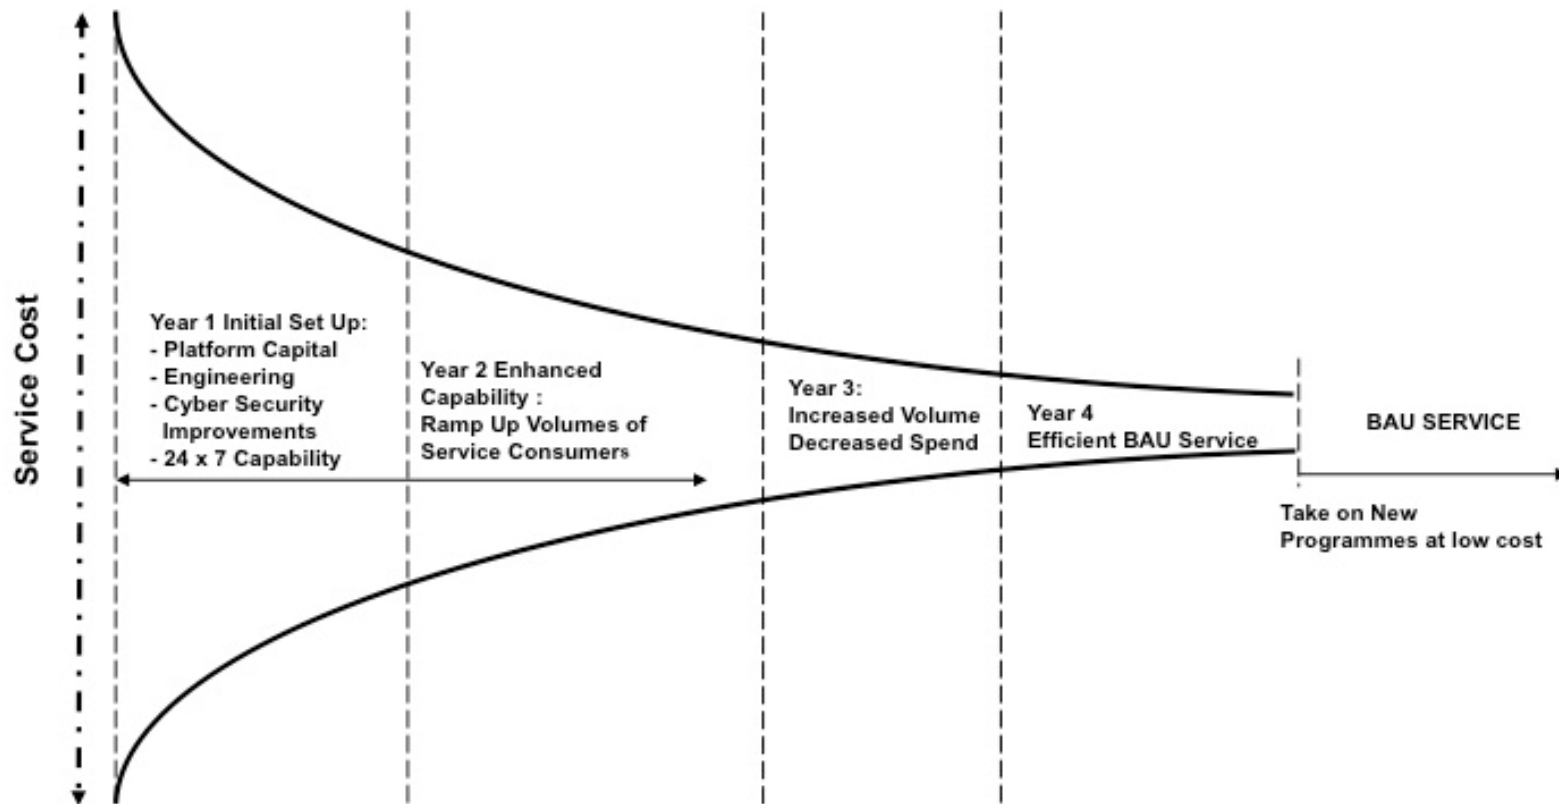 Service Cost
Year 1 Initial Set Up:
- Platform Capital
- Engineering
- Cyber Security
Improvements
- 24 x 7 Capability
Year 2 Enhanced
Capability :
Ramp Up Volumes of
Service Consumers
Year 3:
Increased Volume
Decreased Spend
Year 4
Efficient BAU Service
BAU SERVICE
Take on New
Programmes at low cost